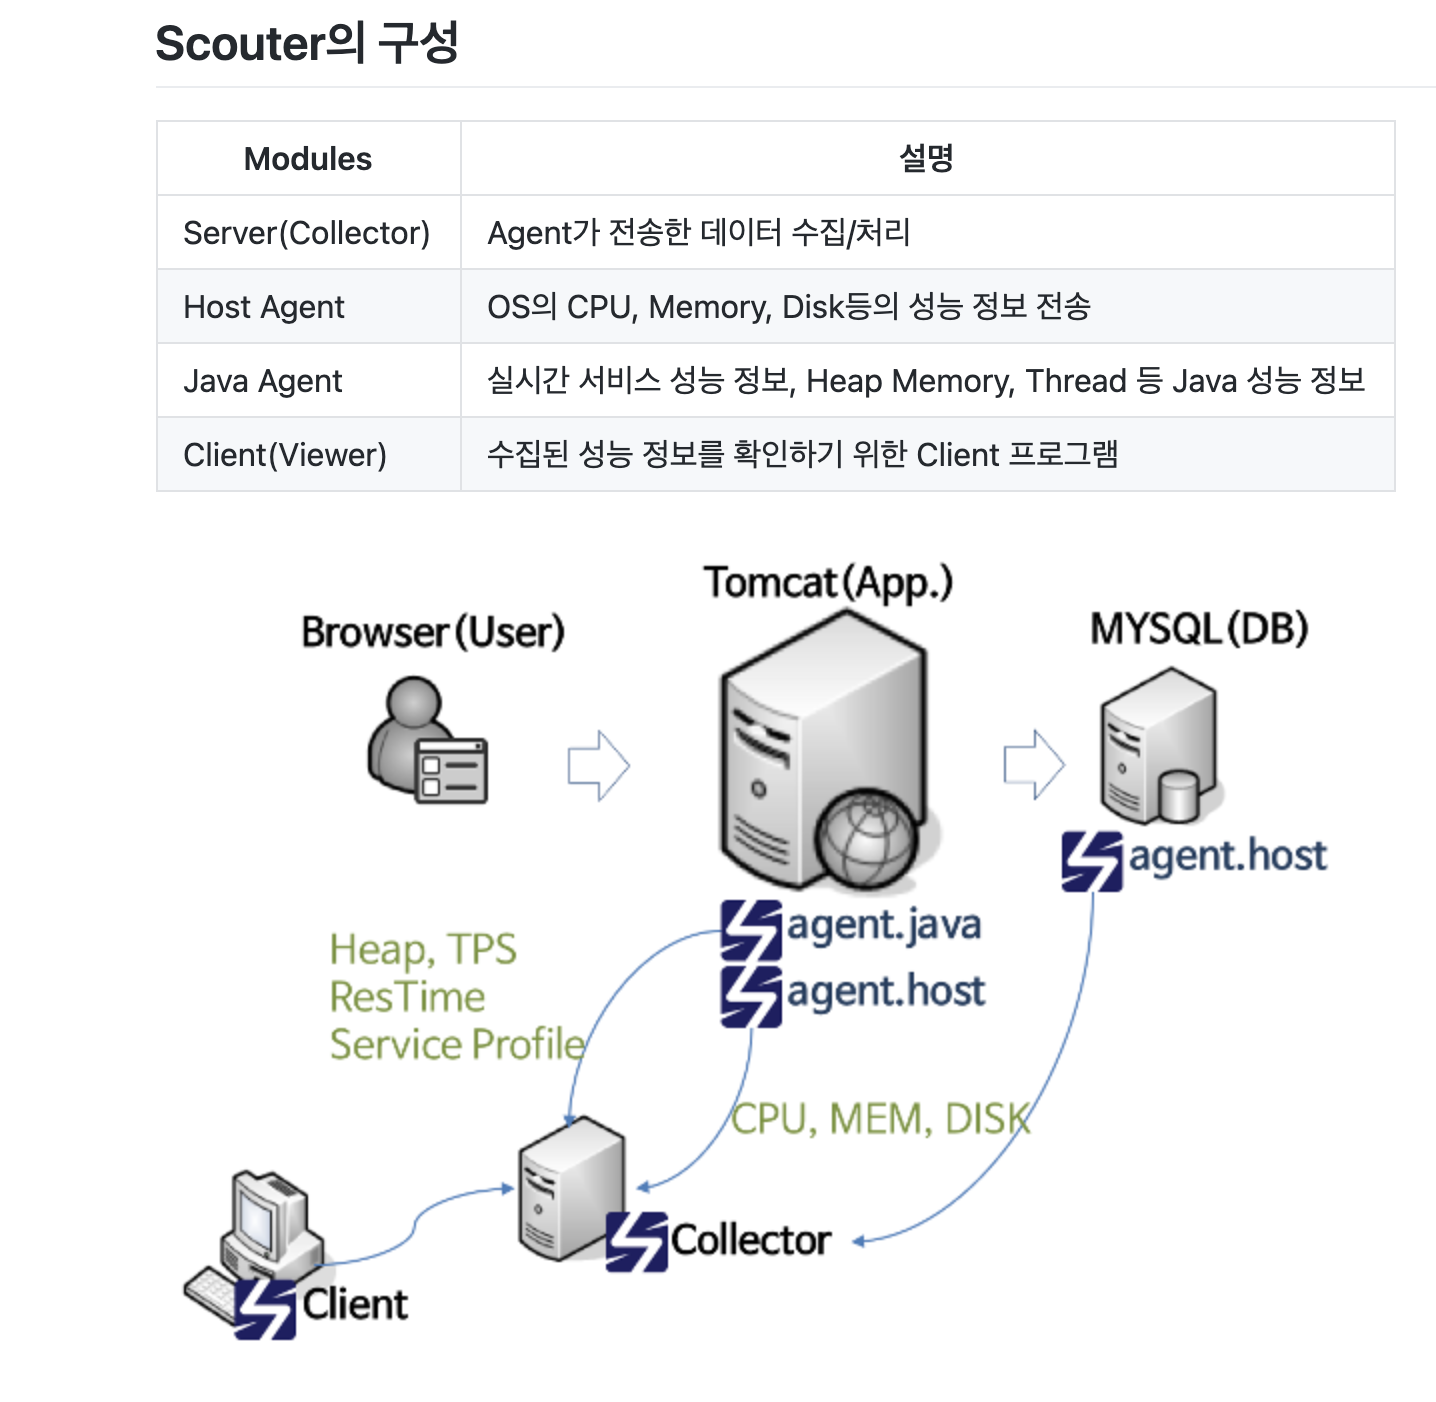 Scouter의 구성
Modules 설명
Server(Collector) Agent가 전송한 데이터 수집/처리
Host Agent OS의 CPU, Memory, Disk등의 성능 정보 전송
Java Agent 실시간 서비스 성능 정보, Heap Memory, Thread 등 Java 성능 정보
Client(Viewer) 수집된 성능 정보를 확인하기 위한 Client 프로그램
Tomcat(App.)
Browser(User)
MYSQL(DB)
agent.host
agent.java
agent.host
Heap, TPS
ResTime
Service Profile
CPU, MEM, DISK
Collector
Client